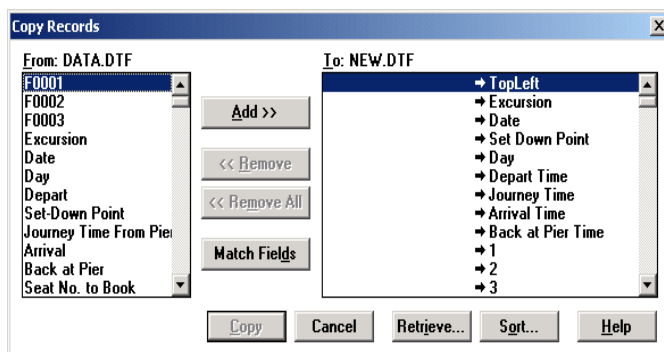 Copy Records
From: DATA.DTF
F0001
F0002
F0003
Excursion
Date
Day
Depart
Set-Down Point
Journey Time From Pier
Arrival
Back at Pier
Seat No. to Book
Add >>
<< Remove
<< Remove All
Match Fields
To: NEW.DTF
➔ TopLeft
➔ Excursion
➔ Date
➔ Set Down Point
➔ Day
➔ Depart Time
➔ Journey Time
➔ Arrival Time
➔ Back at Pier Time
➔ 1
➔ 2
➔ 3
Copy
Cancel
Retrieve...
Sort...
Help